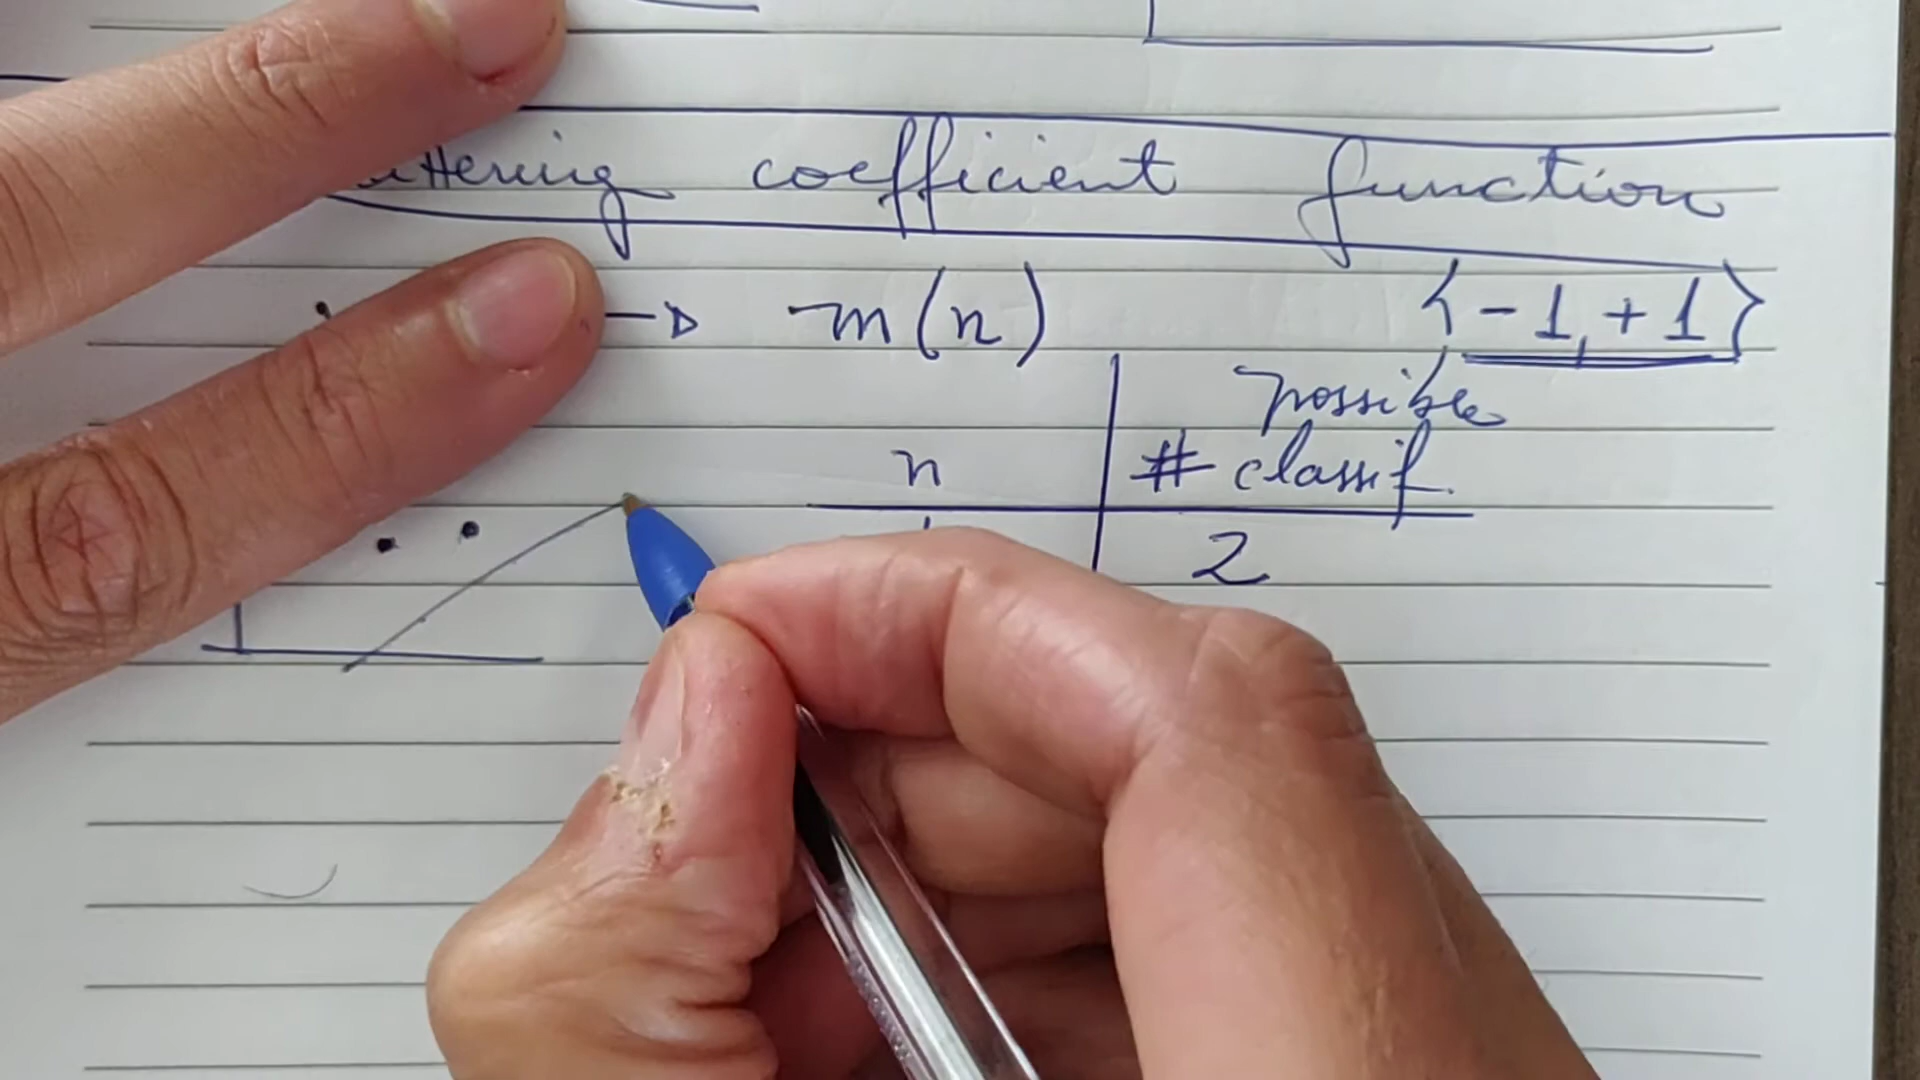 coefficient function
→ m(n) {-1, +1}
possible
n # classif.
2